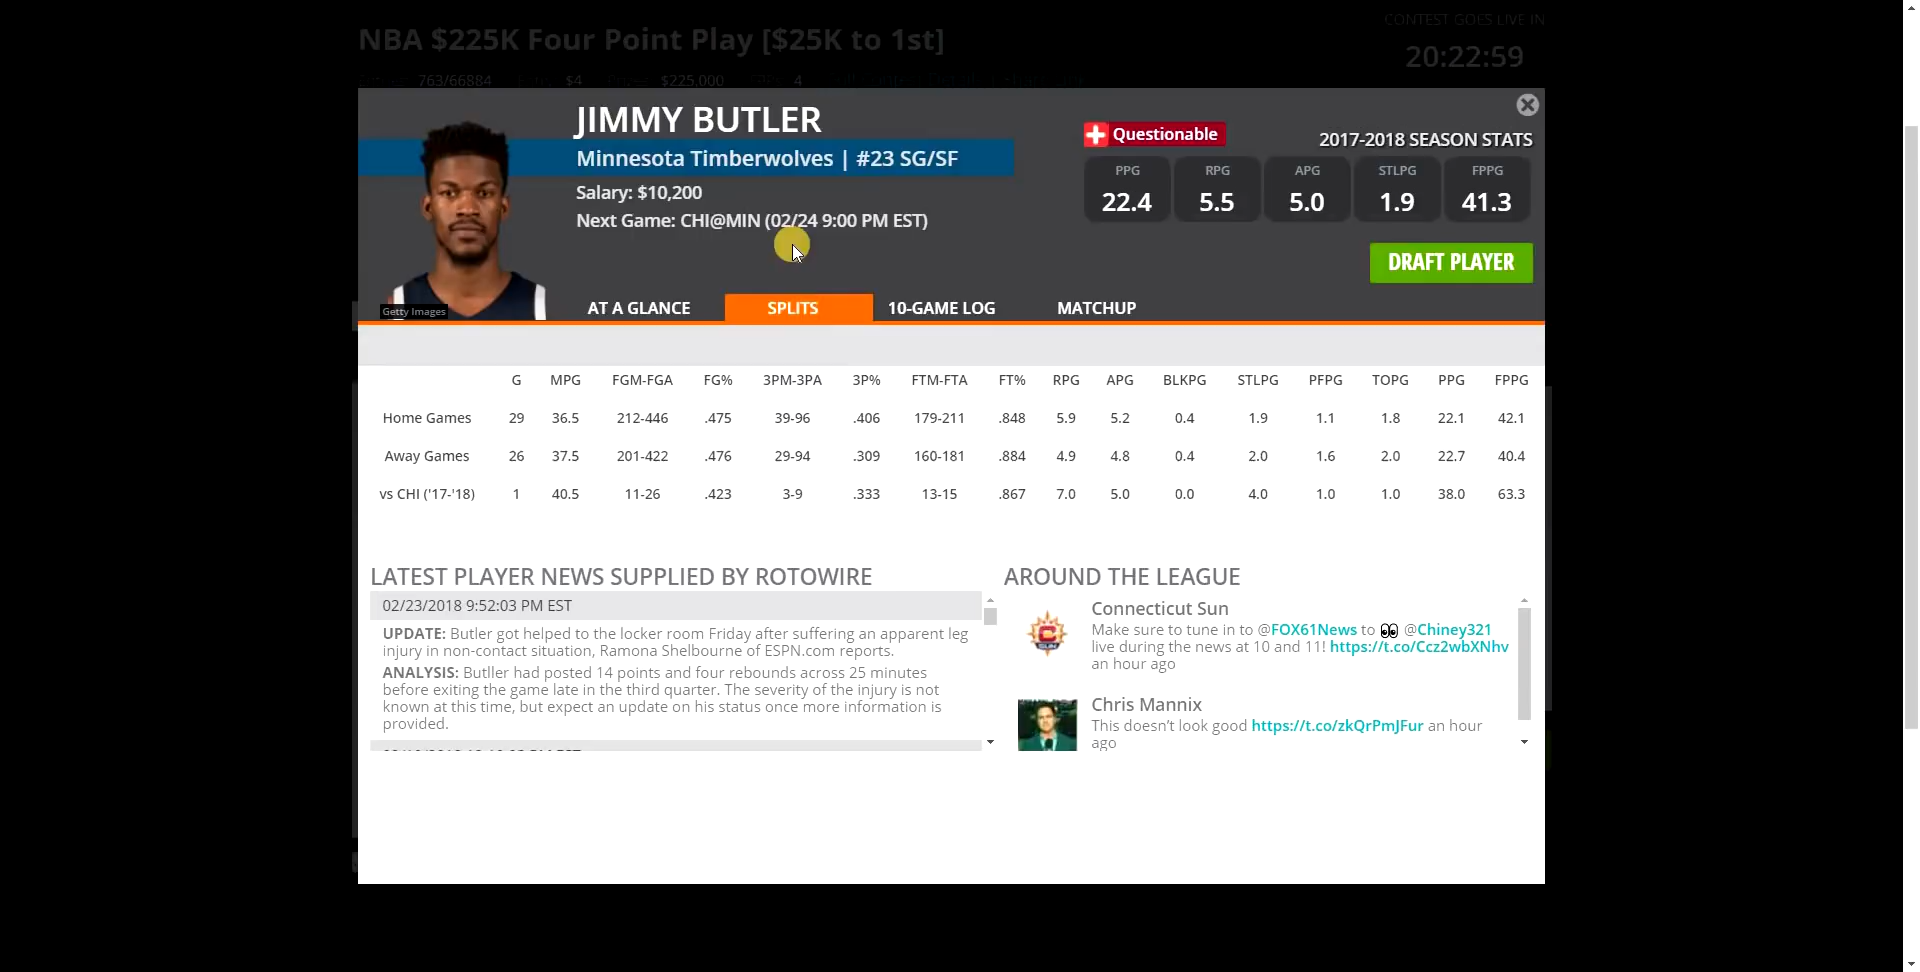 NBA $225K Four Point Play [$25K to 1st]
CONTEST GOES LIVE IN
20:22:59
763/66884 $4 $225,000 4
JIMMY BUTLER
Minnesota Timberwolves | #23 SG/SF
Salary: $10,200
Next Game: CHI@MIN (02/24 9:00 PM EST)
Questionable
2017-2018 SEASON STATS
PPG RPG APG STLPG FPPG
22.4 5.5 5.0 1.9 41.3
DRAFT PLAYER
Getty Images
AT A GLANCE SPLITS 10-GAME LOG MATCHUP
G MPG FGM-FGA FG% 3PM-3PA 3P% FTM-FTA FT% RPG APG BLKPG STLPG PFPG TOPG PPG FPPG
Home Games 29 36.5 212-446 .475 39-96 .406 179-211 .848 5.9 5.2 0.4 1.9 1.1 1.8 22.1 42.1
Away Games 26 37.5 201-422 .476 29-94 .309 160-181 .884 4.9 4.8 0.4 2.0 1.6 2.0 22.7 40.4
vs CHI ('17-'18) 1 40.5 11-26 .423 3-9 .333 13-15 .867 7.0 5.0 0.0 4.0 1.0 1.0 38.0 63.3
LATEST PLAYER NEWS SUPPLIED BY ROTOWIRE
02/23/2018 9:52:03 PM EST
UPDATE: Butler got helped to the locker room Friday after suffering an apparent leg
injury in non-contact situation, Ramona Shelbourne of ESPN.com reports.
ANALYSIS: Butller had posted 14 points and four rebounds across 25 minutes
before exiting the game late in the third quarter. The severity of the injury is not
known at this time, but expect an update on his status once more information is
provided.
AROUND THE LEAGUE
Connecticut Sun
Make sure to tune in to @FOX61News to 👀 @Chiney321
live during the news at 10 and 11! https://t.co/Ccz2wbXNhv
an hour ago
Chris Mannix
This doesn't look good https://t.co/zkQrPmJFur an hour
ago